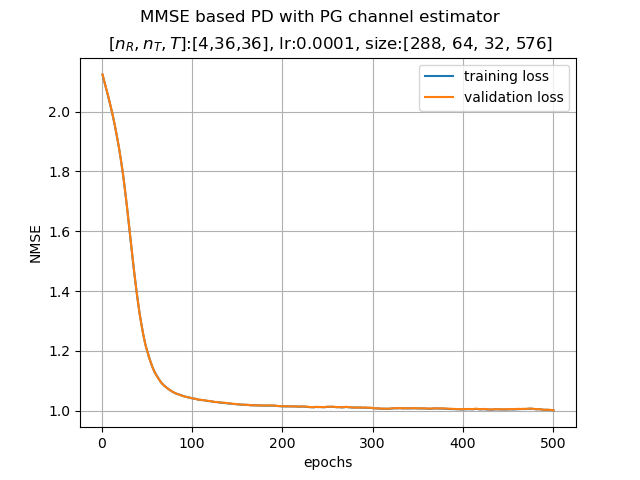 MMSE based PD with PG channel estimator
[n_R, n_T, T]:[4,36,36], lr:0.0001, size:[288, 64, 32, 576]
training loss
validation loss
2.0
1.8
1.6
1.4
1.2
1.0
NMSE
0 100 200 300 400 500
epochs